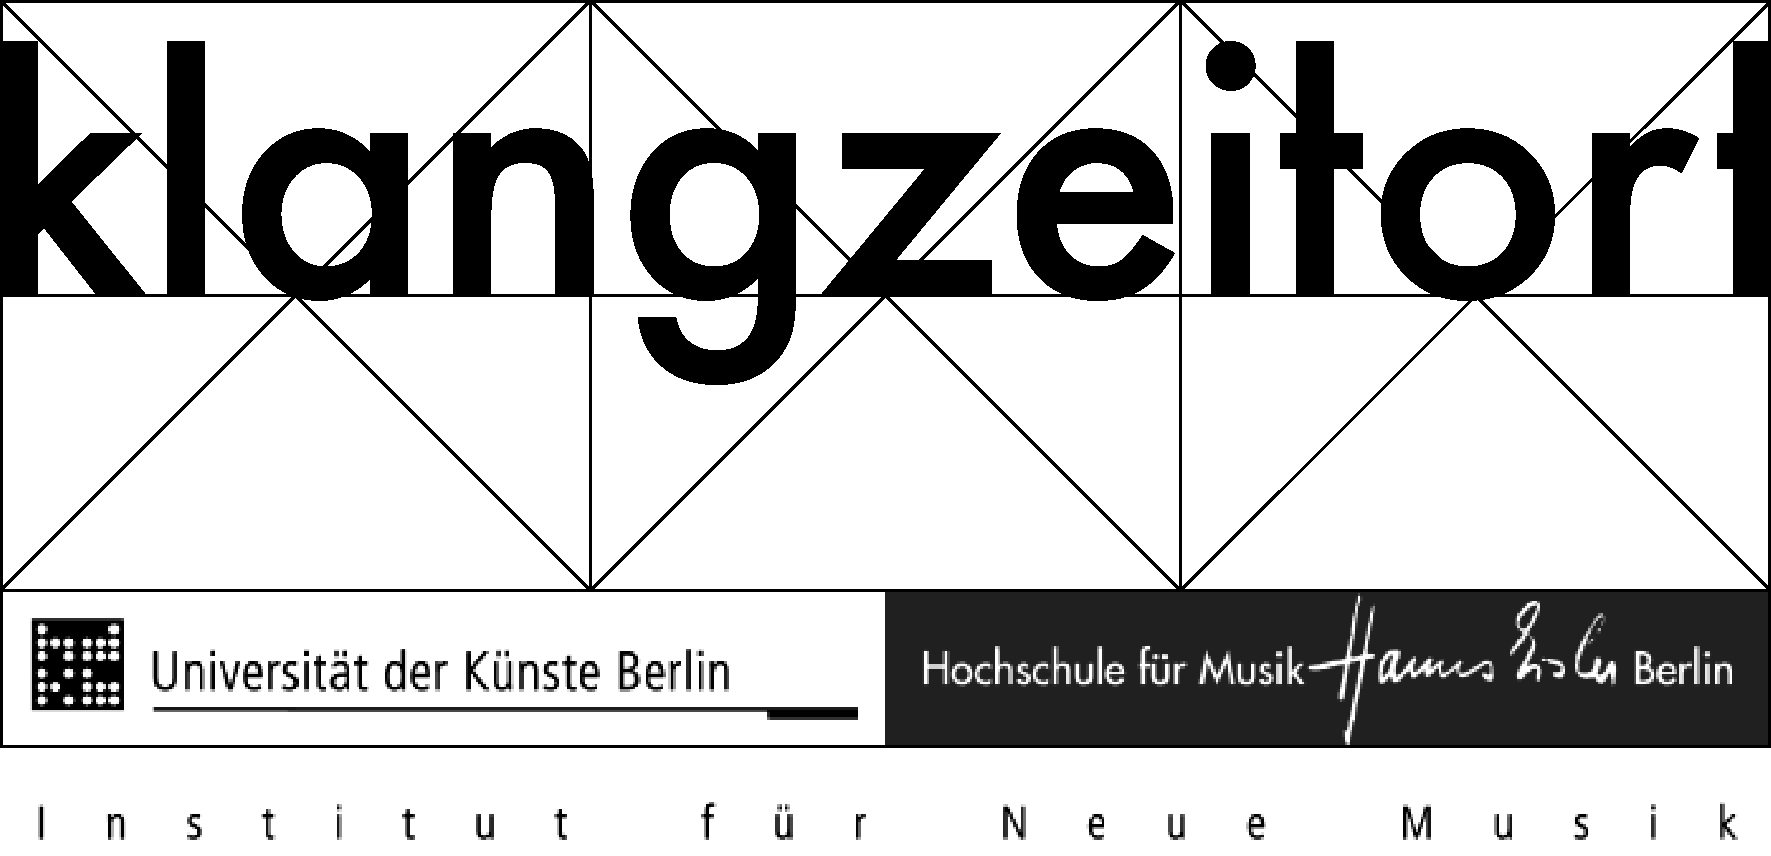 klangzeitort
Universität der Künste Berlin
Hochschule für Musik Hanns Eisler Berlin
Institut für Neue Musik